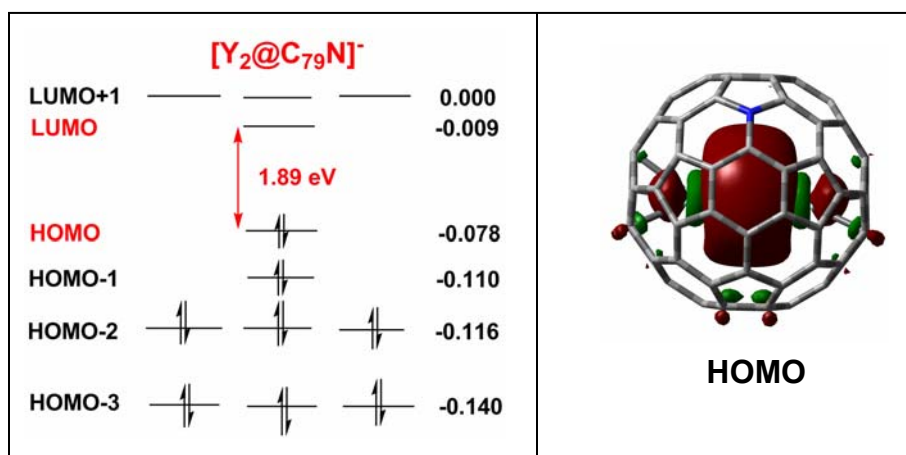 [Y₂@C₇₉N]⁻
LUMO+1 0.000
LUMO -0.009
1.89 eV
HOMO -0.078
HOMO-1 -0.110
HOMO-2 -0.116
HOMO-3 -0.140
HOMO